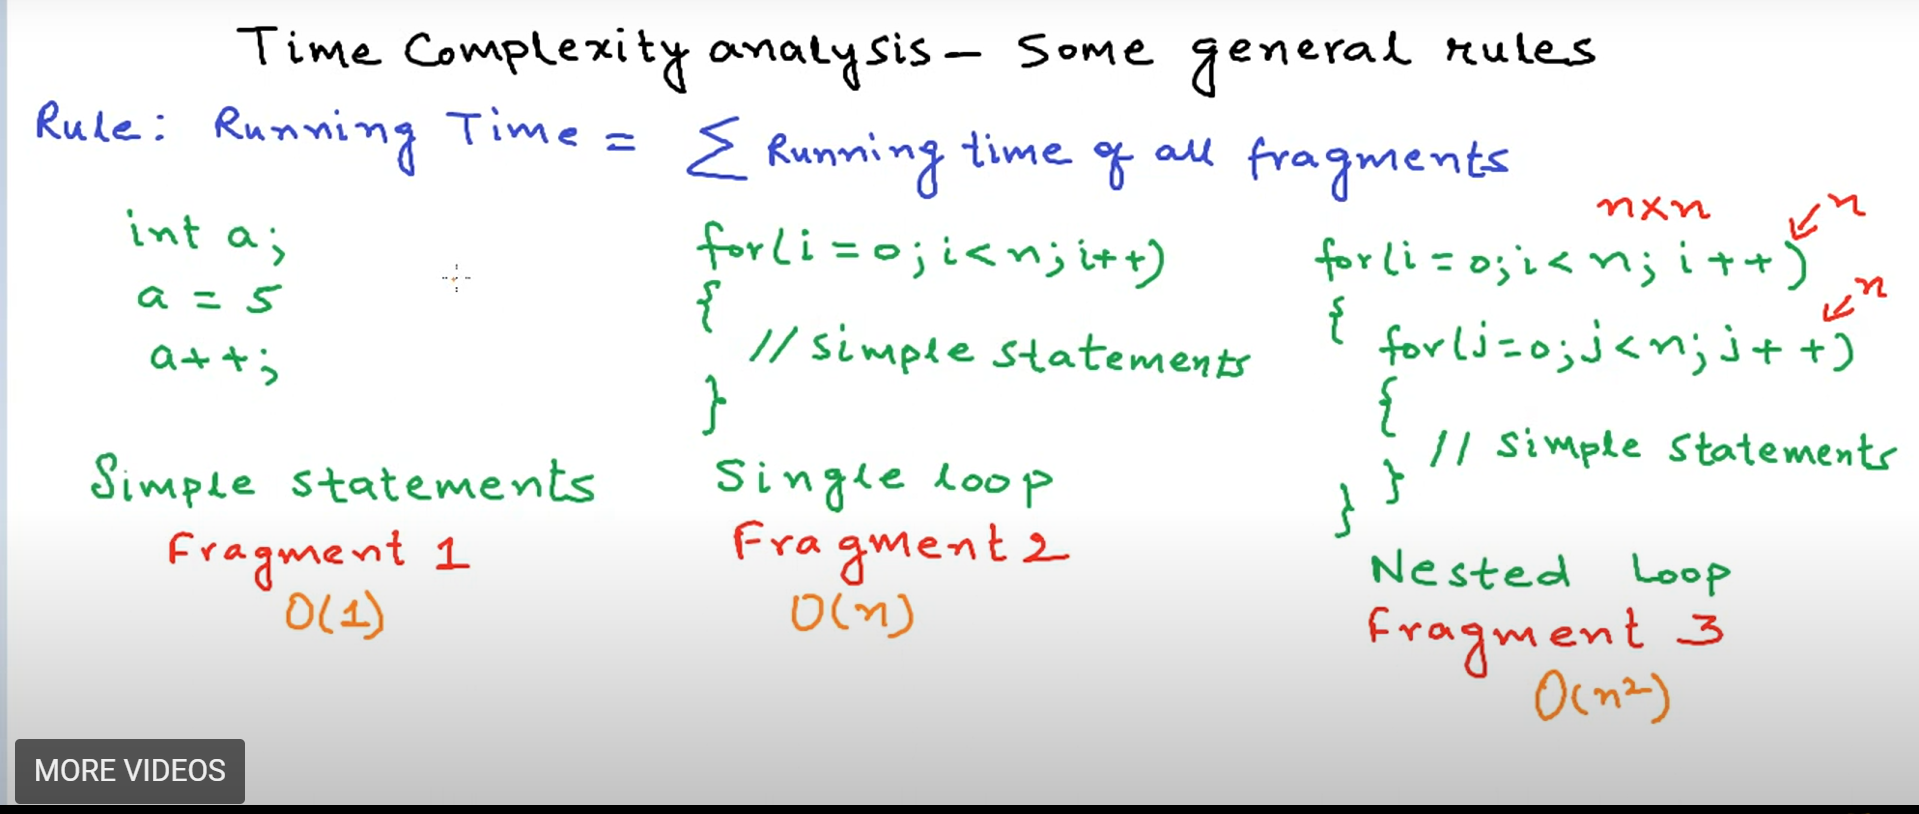 Time Complexity analysis – Some general rules
Rule: Running Time = ∑ Running time of all fragments
int a;
a = 5
a++;
Simple statements
Fragment 1
O(1)
for(i=0;i<n;i++)
{
// simple statements
}
Single loop
Fragment 2
O(n)
n×n
n
for(i=0;i<n;i++)
n
{ for(j=0;j<n;j++)
{
// simple statements
}
}
Nested Loop
Fragment 3
O(n²)
MORE VIDEOS